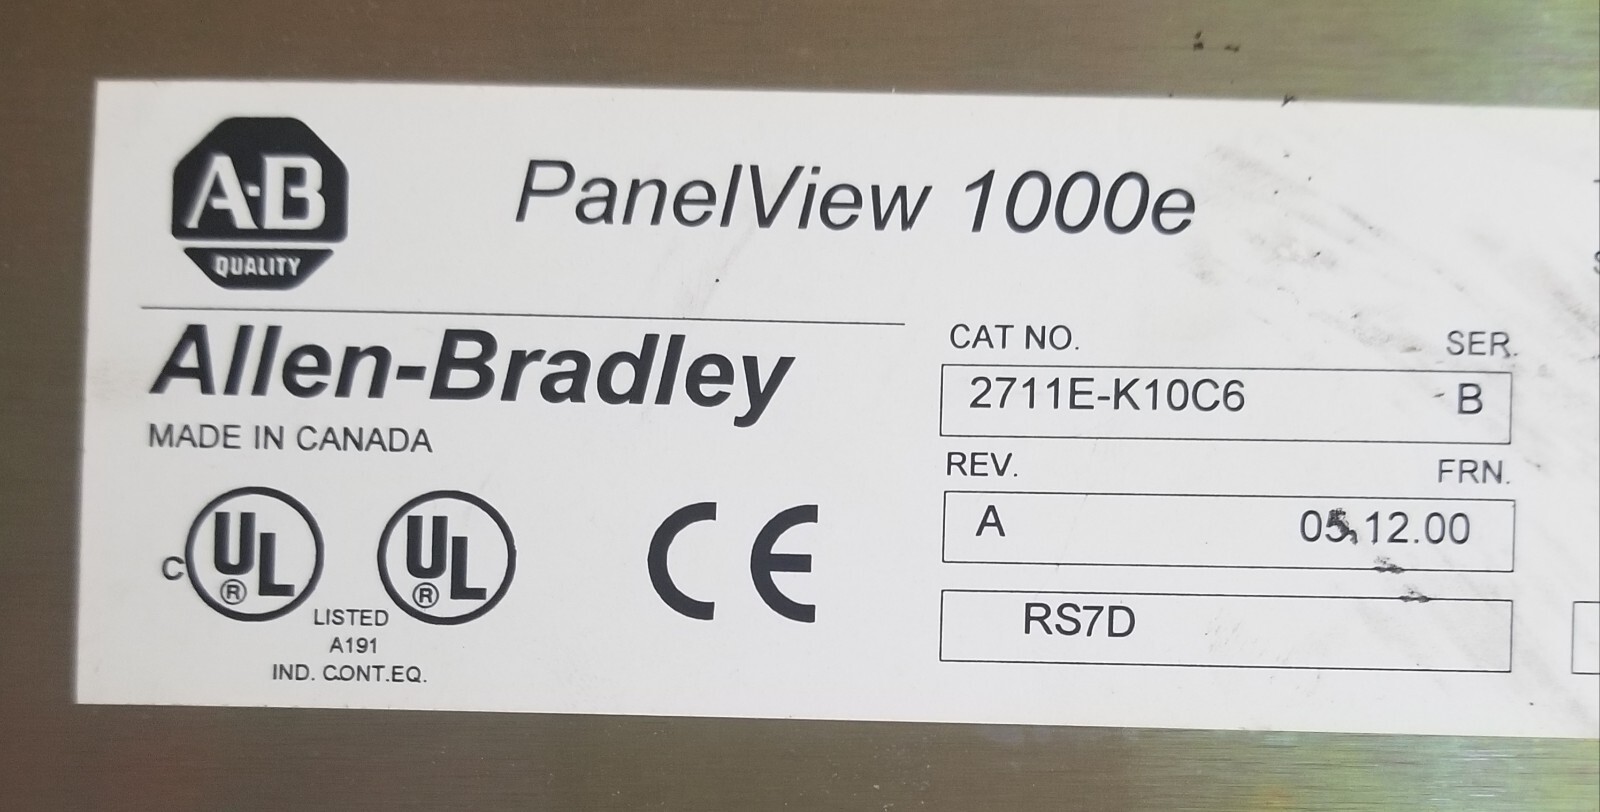 A-B
QUALITY
PanelView 1000e
Allen-Bradley
MADE IN CANADA
CAT NO. SER.
2711E-K10C6 B
REV. FRN.
A 05.12.00
RS7D
C UL ® UL ®
LISTED
A191
IND. CONT.EQ.
CE